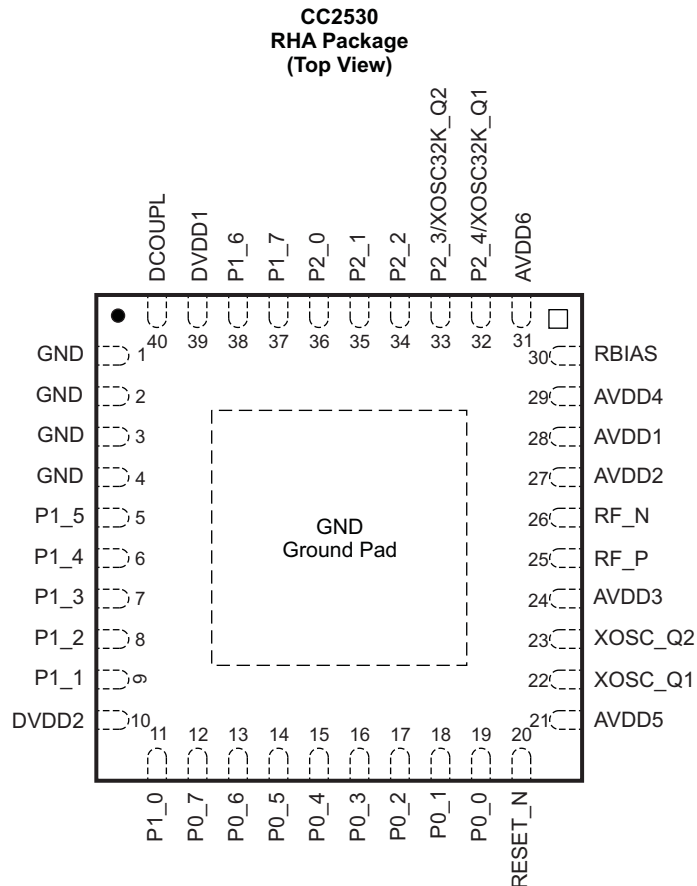 CC2530
RHA Package
(Top View)
DCOUPL
DVDD1
P1_6
P1_7
P2_0
P2_1
P2_2
P2_3/XOSC32K_Q2
P2_4/XOSC32K_Q1
AVDD6
40
39
38
37
36
35
34
33
32
31
GND 1
GND 2
GND 3
GND 4
P1_5 5
P1_4 6
P1_3 7
P1_2 8
P1_1 9
DVDD2 10
GND
Ground Pad
30 RBIAS
29 AVDD4
28 AVDD1
27 AVDD2
26 RF_N
25 RF_P
24 AVDD3
23 XOSC_Q2
22 XOSC_Q1
21 AVDD5
11
12
13
14
15
16
17
18
19
20
P1_0
P0_7
P0_6
P0_5
P0_4
P0_3
P0_2
P0_1
P0_0
RESET_N